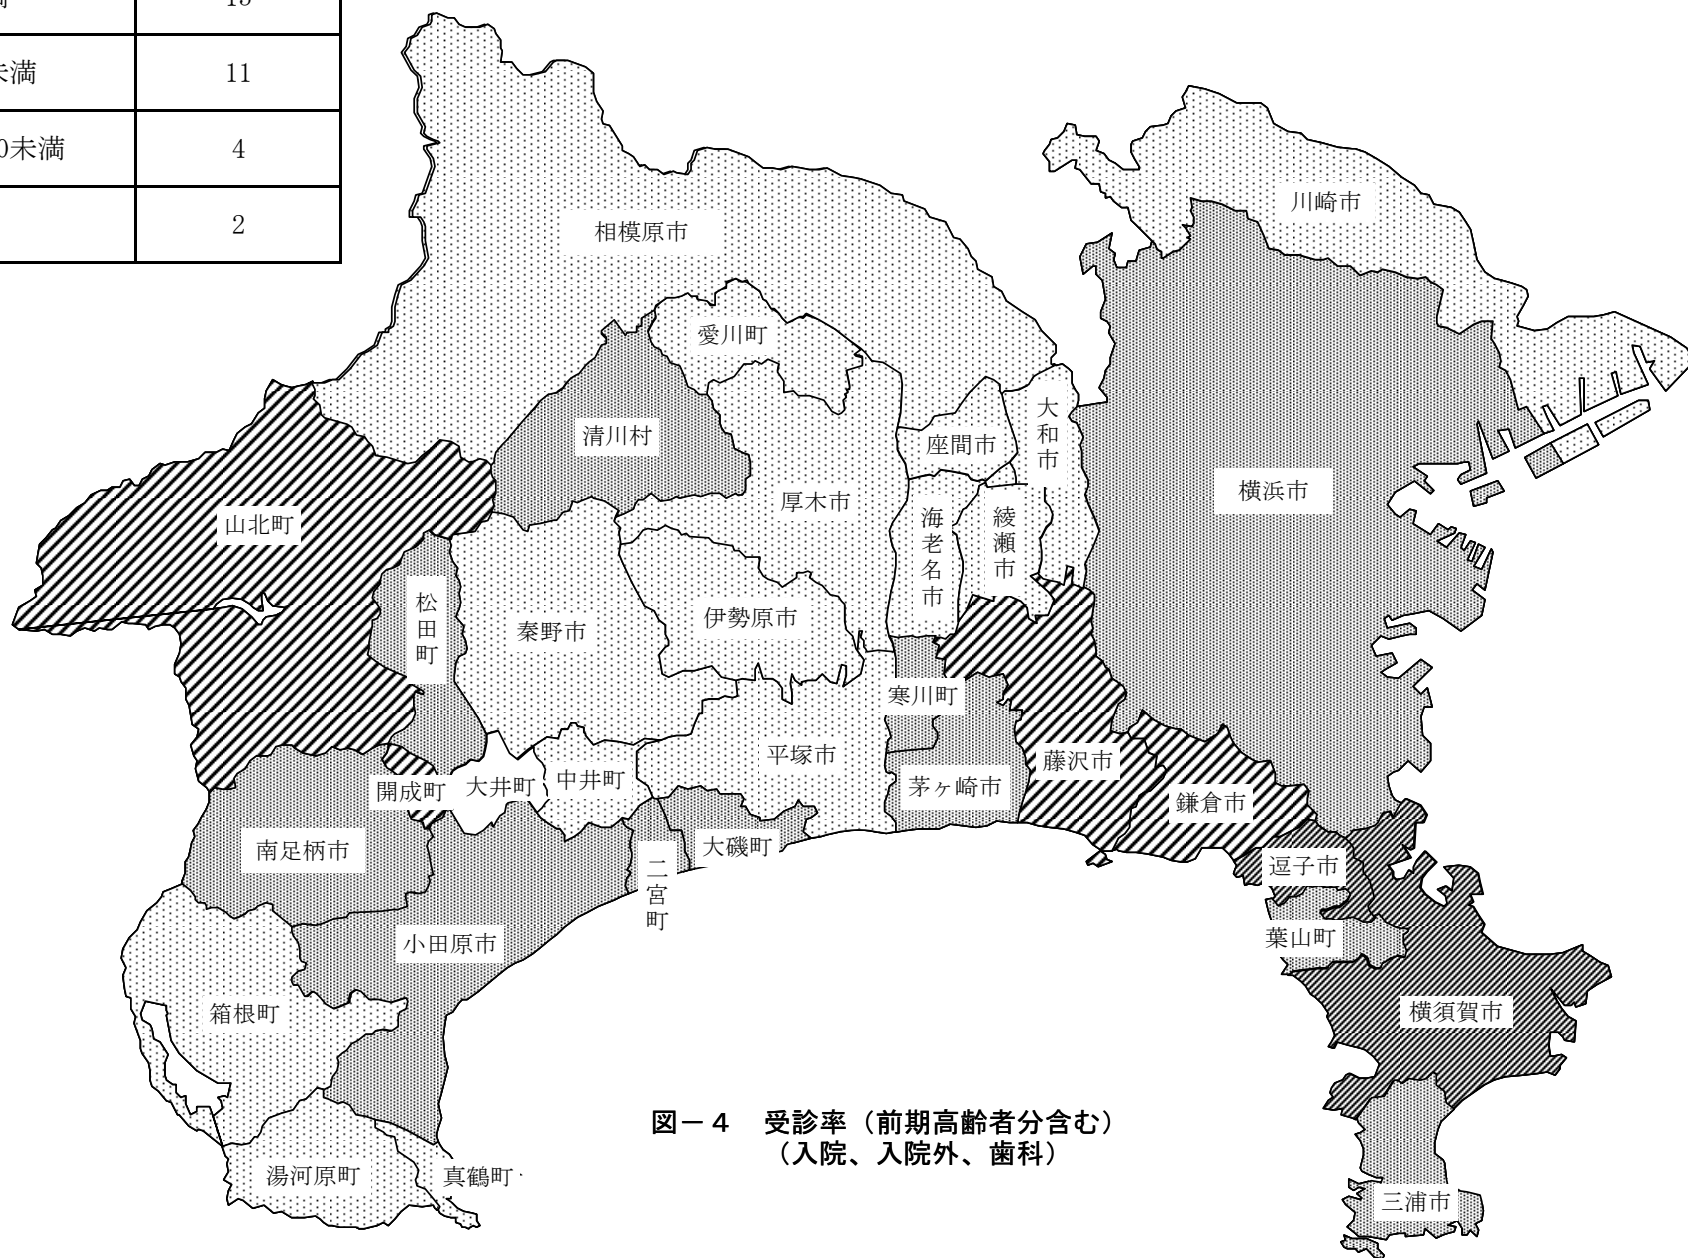 満 15
未満 11
0未満 4
2
川崎市
相模原市
愛川町
大和市
清川村
座間市
横浜市
厚木市
海老名市
綾瀬市
山北町
松田町
秦野市
伊勢原市
寒川町
平塚市
藤沢市
開成町
大井町
中井町
茅ヶ崎市
鎌倉市
南足柄市
大磯町
二宮町
逗子市
小田原市
葉山町
箱根町
横須賀市
湯河原町
真鶴町
三浦市
図－４　受診率（前期高齢者分含む）
（入院、入院外、歯科）